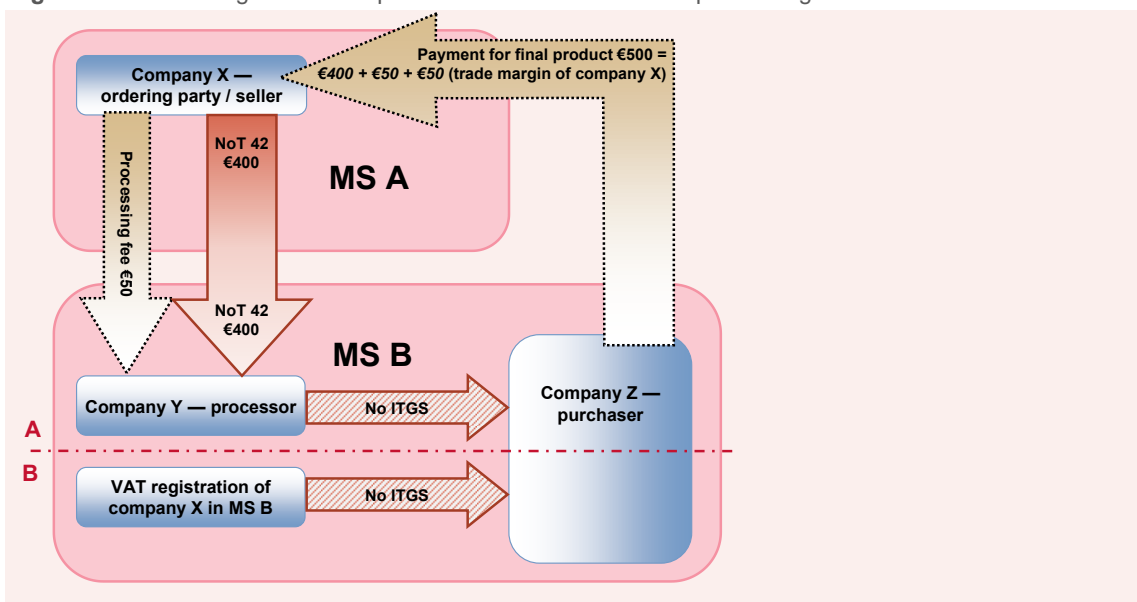 Payment for final product €500 =
€400 + €50 + €50 (trade margin of company X)
Company X —
ordering party / seller
Processing fee €50
NoT 42
€400
MS A
NoT 42
€400
MS B
Company Y — processor
No ITGS
Company Z —
purchaser
A
B
VAT registration of
company X in MS B
No ITGS